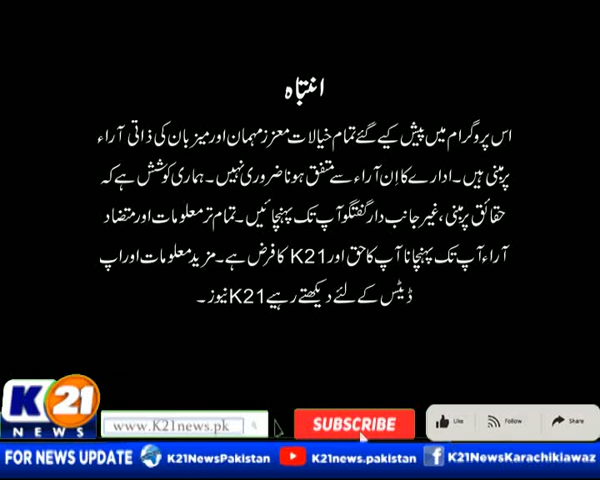 انتباہ
اس پروگرام میں پیش کیے گئے تمام خیالات معزز مہمان اور میزبان کی ذاتی آراء
پر مبنی ہیں۔ ادارے کا اِن آراء سے متفق ہونا ضروری نہیں۔ ہماری کوشش ہے کہ
حقائق پر مبنی، غیر جانب دار گفتگو آپ تک پہنچائیں۔ تمام تر معلومات اور متضاد
آراء آپ تک پہنچانا آپ کا حق اور K21 کا فرض ہے۔ مزید معلومات اور اپ
ڈیٹس کے لئے دیکھتے رہیے K21 نیوز۔
K21
NEWS
www.K21news.pk
SUBSCRIBE
Like
Follow
Share
FOR NEWS UPDATE
K21NewsPakistan
K21news.pakistan
K21NewsKarachikiawaz